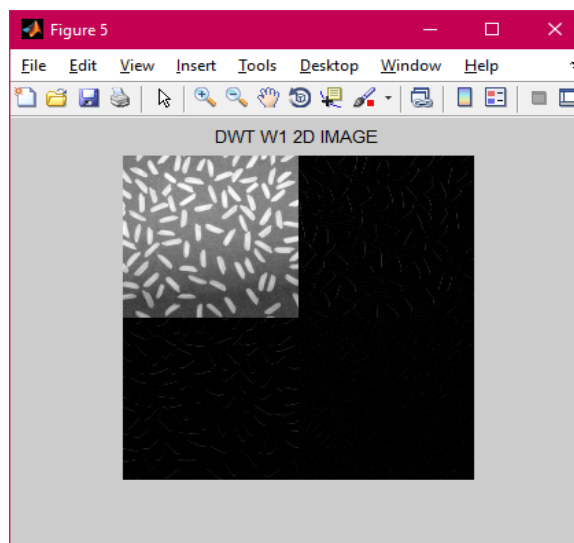 Figure 5
File Edit View Insert Tools Desktop Window Help
DWT W1 2D IMAGE